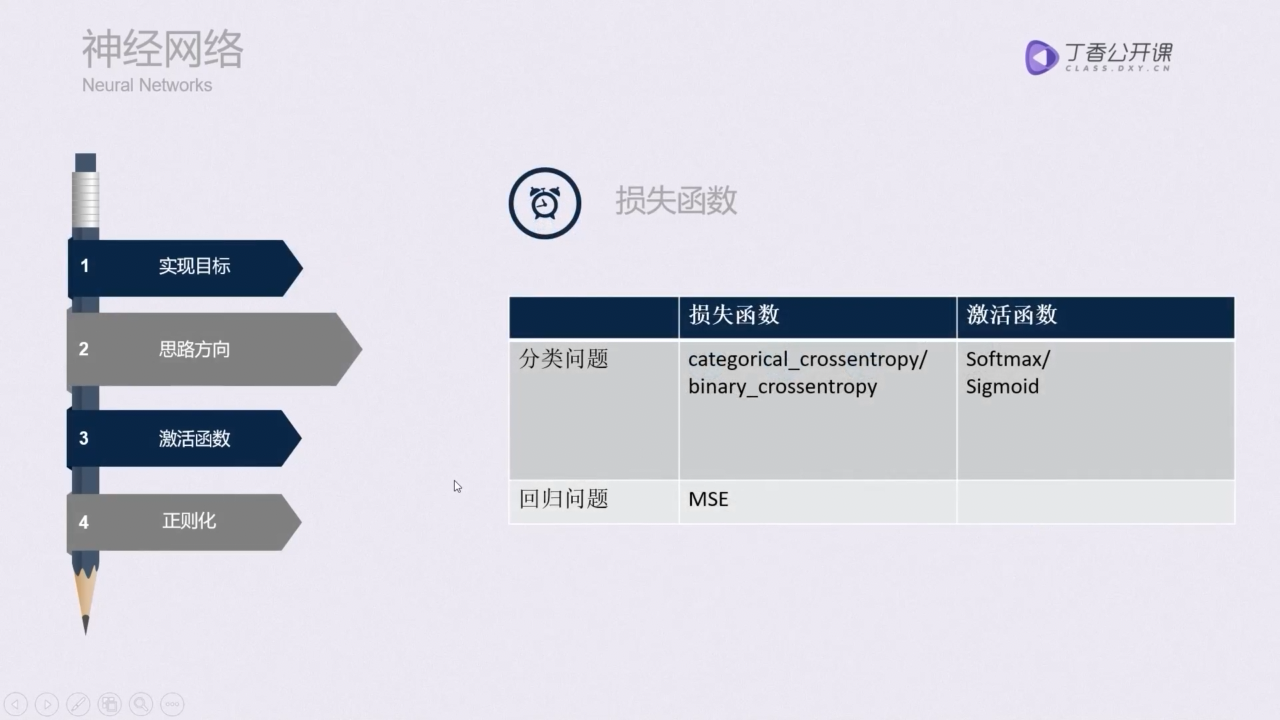 神经网络
Neural Networks
丁香公开课
CLASS.DXY.CN
1 实现目标
2 思路方向
3 激活函数
4 正则化
损失函数
损失函数 激活函数
分类问题 categorical_crossentropy/ Softmax/
binary_crossentropy Sigmoid
回归问题 MSE